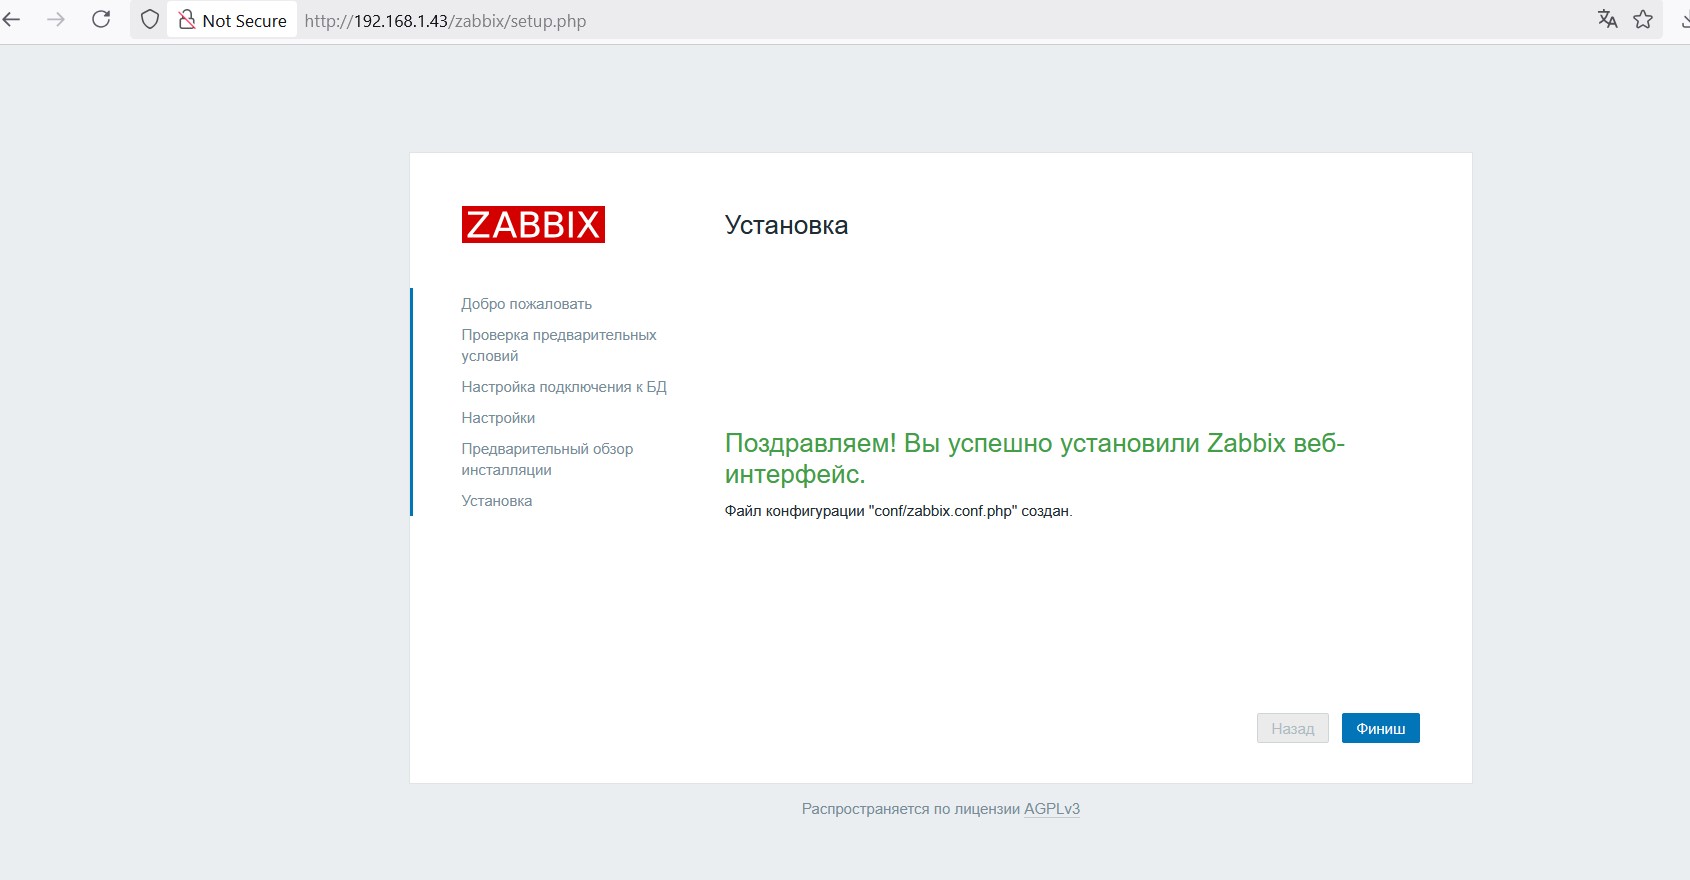 Not Secure http://192.168.1.43/zabbix/setup.php
ZABBIX
Установка
Добро пожаловать
Проверка предварительных
условий
Настройка подключения к БД
Настройки
Предварительный обзор
инсталляции
Установка
Поздравляем! Вы успешно установили Zabbix веб-
интерфейс.
Файл конфигурации "conf/zabbix.conf.php" создан.
Назад Финиш
Распространяется по лицензии AGPLv3